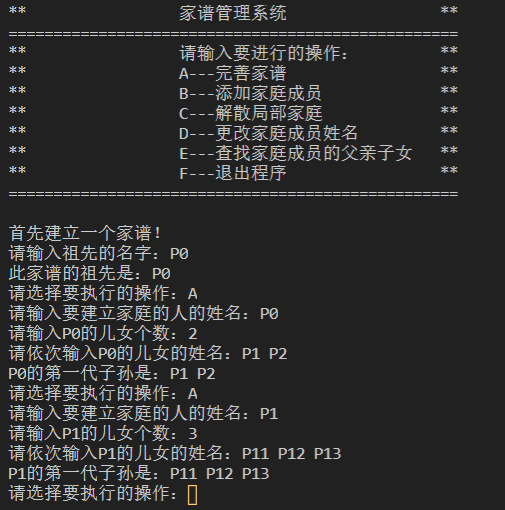 ** 家谱管理系统 **
==================================================
** 请输入要进行的操作: **
** A---完善家谱 **
** B---添加家庭成员 **
** C---解散局部家庭 **
** D---更改家庭成员姓名 **
** E---查找家庭成员的父亲子女 **
** F---退出程序 **
==================================================
首先建立一个家谱!
请输入祖先的名字: P0
此家谱的祖先是: P0
请选择要执行的操作: A
请输入要建立家庭的人的姓名: P0
请输入P0的儿女个数: 2
请依次输入P0的儿女的姓名: P1 P2
P0的第一代子孙是: P1 P2
请选择要执行的操作: A
请输入要建立家庭的人的姓名: P1
请输入P1的儿女个数: 3
请依次输入P1的儿女的姓名: P11 P12 P13
P1的第一代子孙是: P11 P12 P13
请选择要执行的操作: